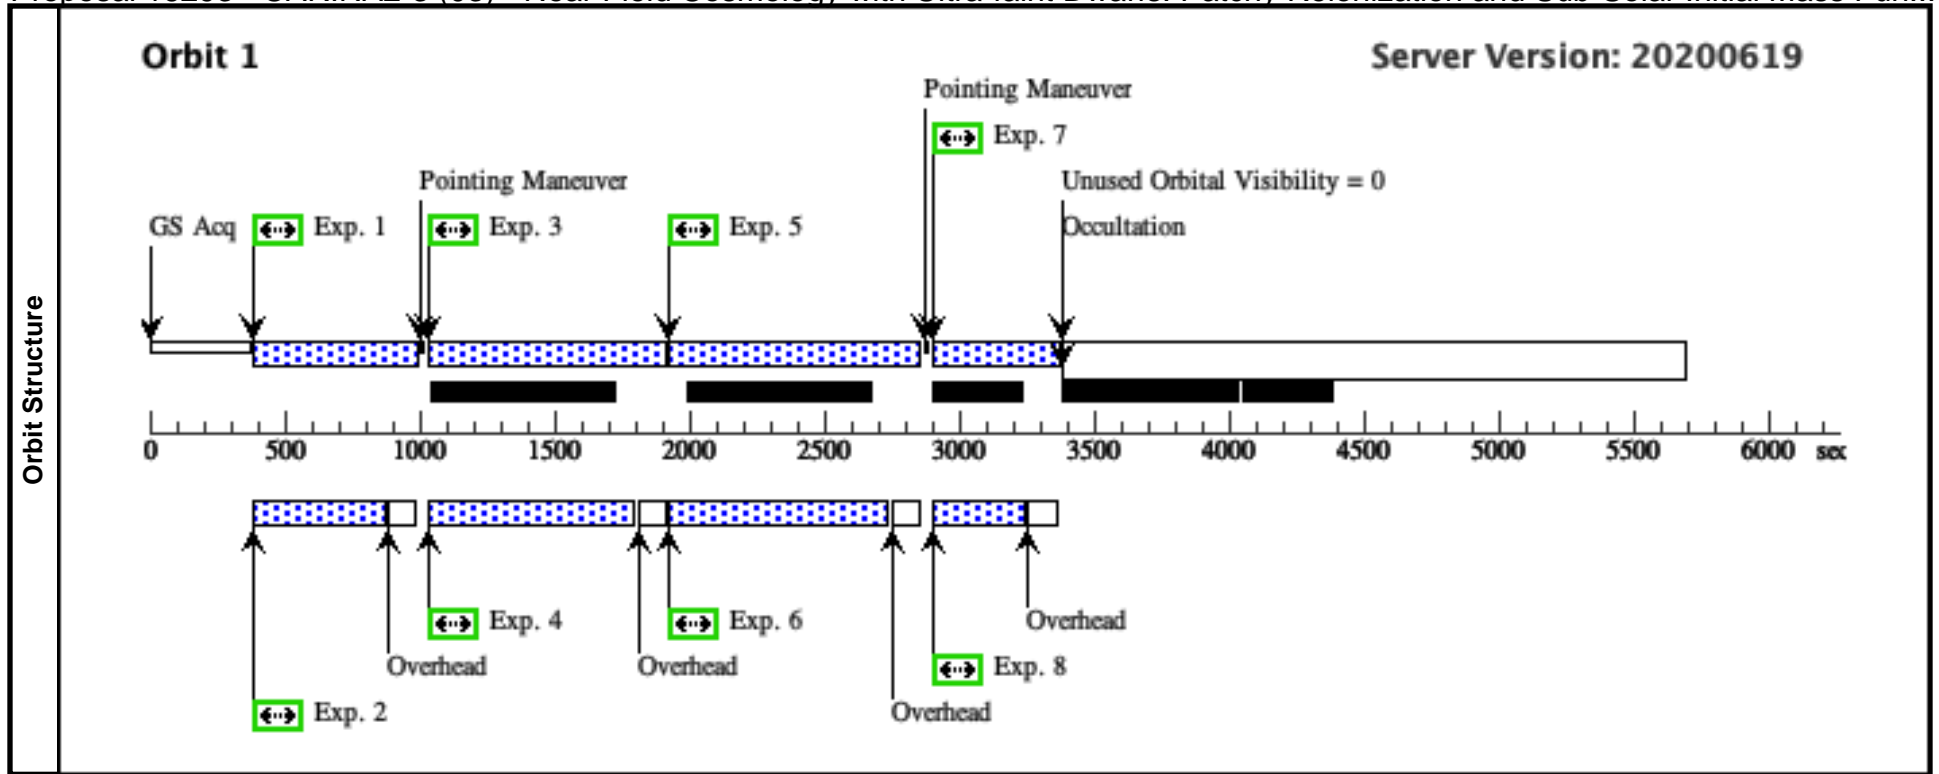 Orbit 1
Server Version: 20200619
Pointing Maneuver
Exp. 7
Pointing Maneuver
Unused Orbital Visibility = 0
GS Acq
Exp. 1
Exp. 3
Exp. 5
Occultation
Orbit Structure
0 500 1000 1500 2000 2500 3000 3500 4000 4500 5000 5500 6000 sec
Exp. 4
Exp. 6
Overhead
Overhead
Overhead
Exp. 8
Exp. 2
Overhead